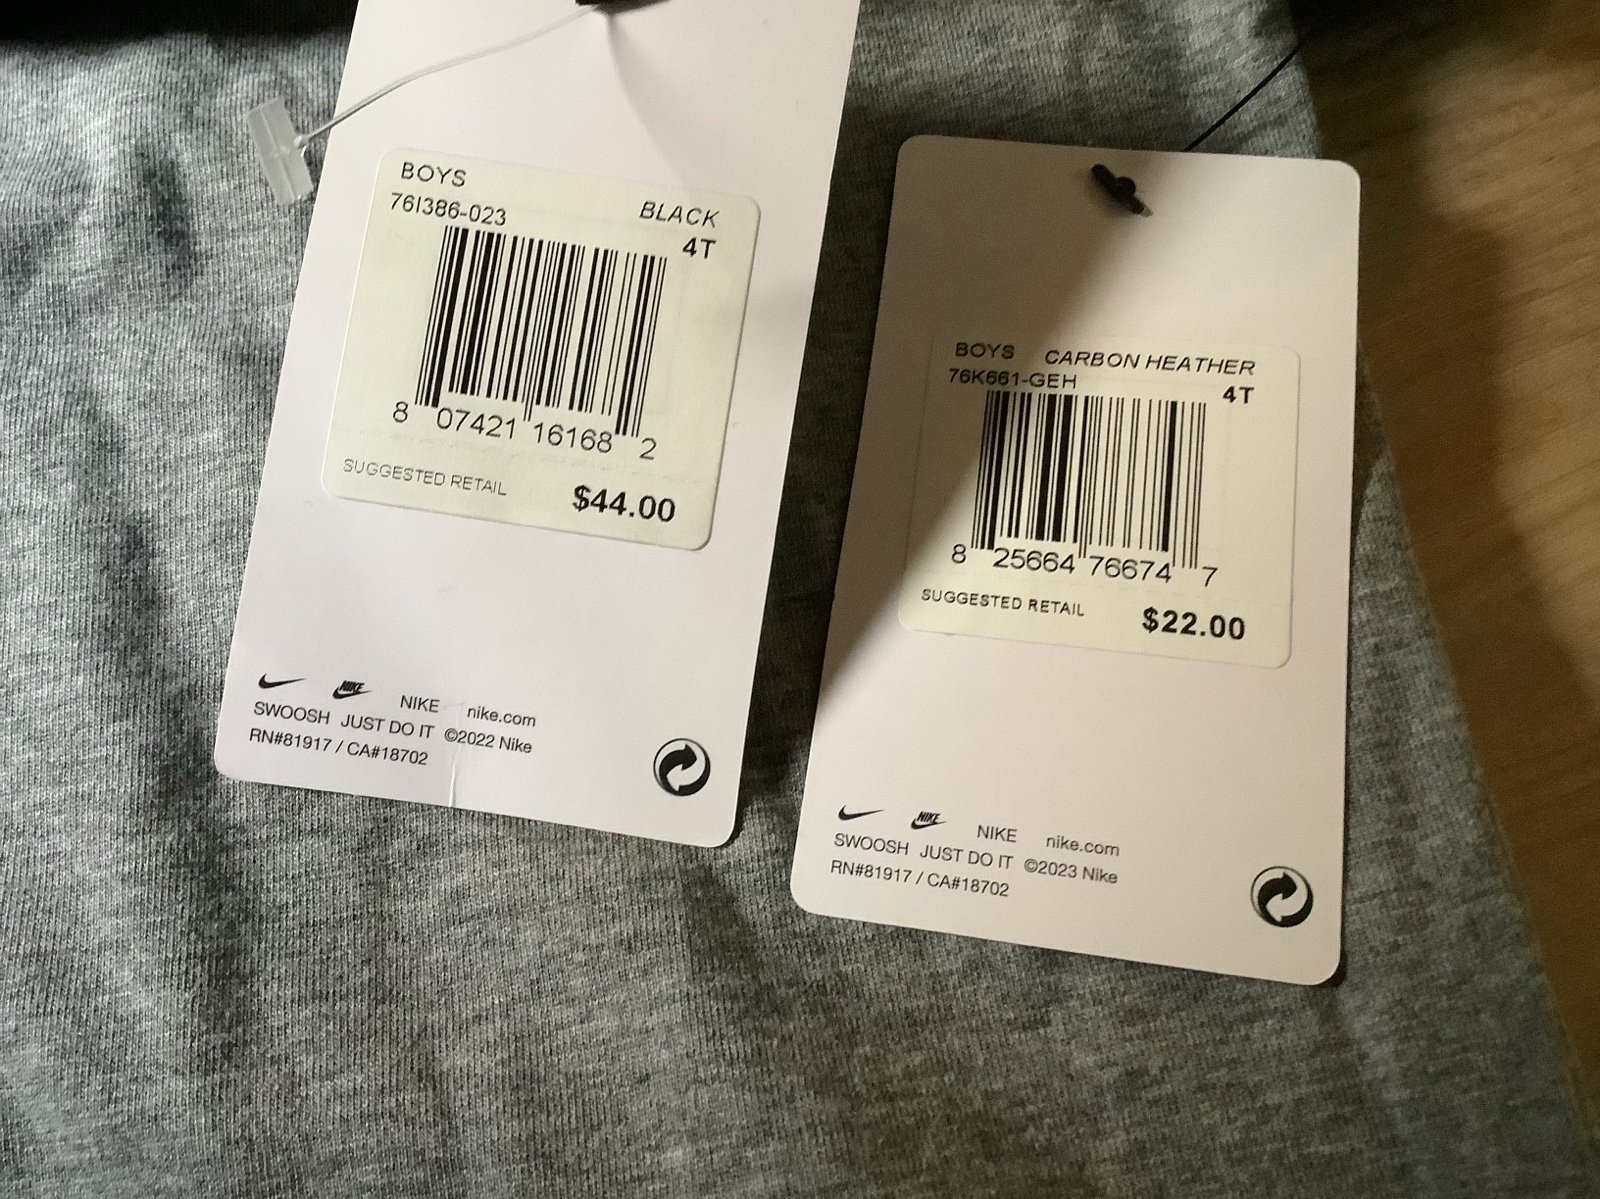 BOYS
76I386-023 BLACK
4T
8 07421 16168 2
SUGGESTED RETAIL $44.00
NIKE NIKE nike.com
SWOOSH JUST DO IT ©2022 Nike
RN#81917 / CA#18702
BOYS CARBON HEATHER
76K661-GEH 4T
8 25664 76674 7
SUGGESTED RETAIL $22.00
NIKE NIKE nike.com
SWOOSH JUST DO IT ©2023 Nike
RN#81917 / CA#18702